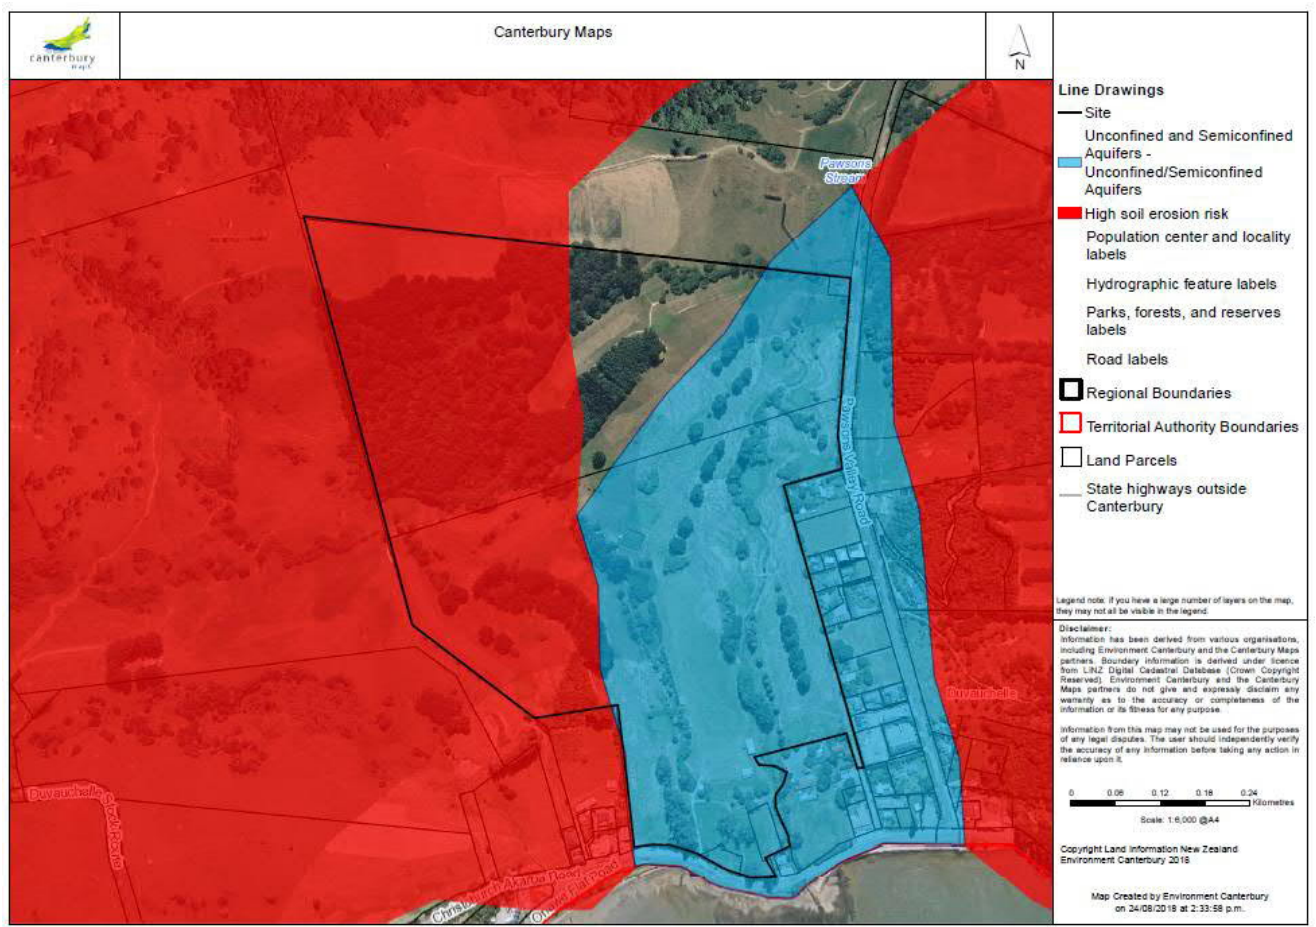 canterbury
maps
Canterbury Maps
N
Pawsons
Stream
Pawsons Valley Road
Duvauchelle
Duvauchelle Stock Route
Christchurch Akaroa Road
Onawe Flat Road
Line Drawings
Site
Unconfined and Semiconfined
Aquifers -
Unconfined/Semiconfined
Aquifers
High soil erosion risk
Population center and locality
labels
Hydrographic feature labels
Parks, forests, and reserves
labels
Road labels
Regional Boundaries
Territorial Authority Boundaries
Land Parcels
State highways outside
Canterbury
Legend note: if you have a large number of layers on the map,
they may not all be visible in the legend.
Disclaimer:
Information has been derived from various organisations,
including Environment Canterbury and the Canterbury Maps
partners. Boundary information is derived under licence
from LINZ Digital Cadastral Database (Crown Copyright
Reserved). Environment Canterbury and the Canterbury
Maps partners do not give and expressly disclaim any
warranty as to the accuracy or completeness of the
information or its fitness for any purpose.
Information from this map may not be used for the purposes
of any legal disputes. The user should independently verify
the accuracy of any information before taking any action in
reliance upon it.
0 0.06 0.12 0.18 0.24
Kilometres
Scale: 1:6,000 @A4
Copyright Land Information New Zealand
Environment Canterbury 2018
Map Created by Environment Canterbury
on 24/08/2018 at 2:33:58 p.m.